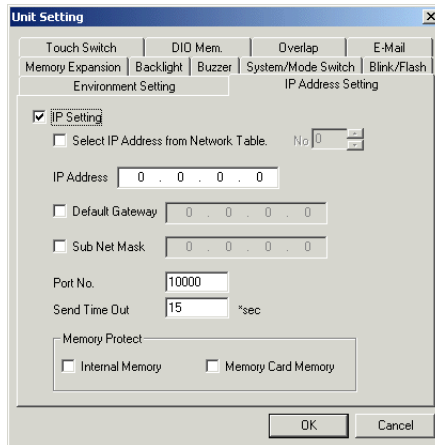 Unit Setting
Touch Switch DIO Mem. Overlap E-Mail
Memory Expansion Backlight Buzzer System/Mode Switch Blink/Flash
Environment Setting IP Address Setting
IP Setting
Select IP Address from Network Table. No 0
IP Address 0 . 0 . 0 . 0
Default Gateway 0 . 0 . 0 . 0
Sub Net Mask 0 . 0 . 0 . 0
Port No. 10000
Send Time Out 15 *sec
Memory Protect
Internal Memory Memory Card Memory
OK Cancel